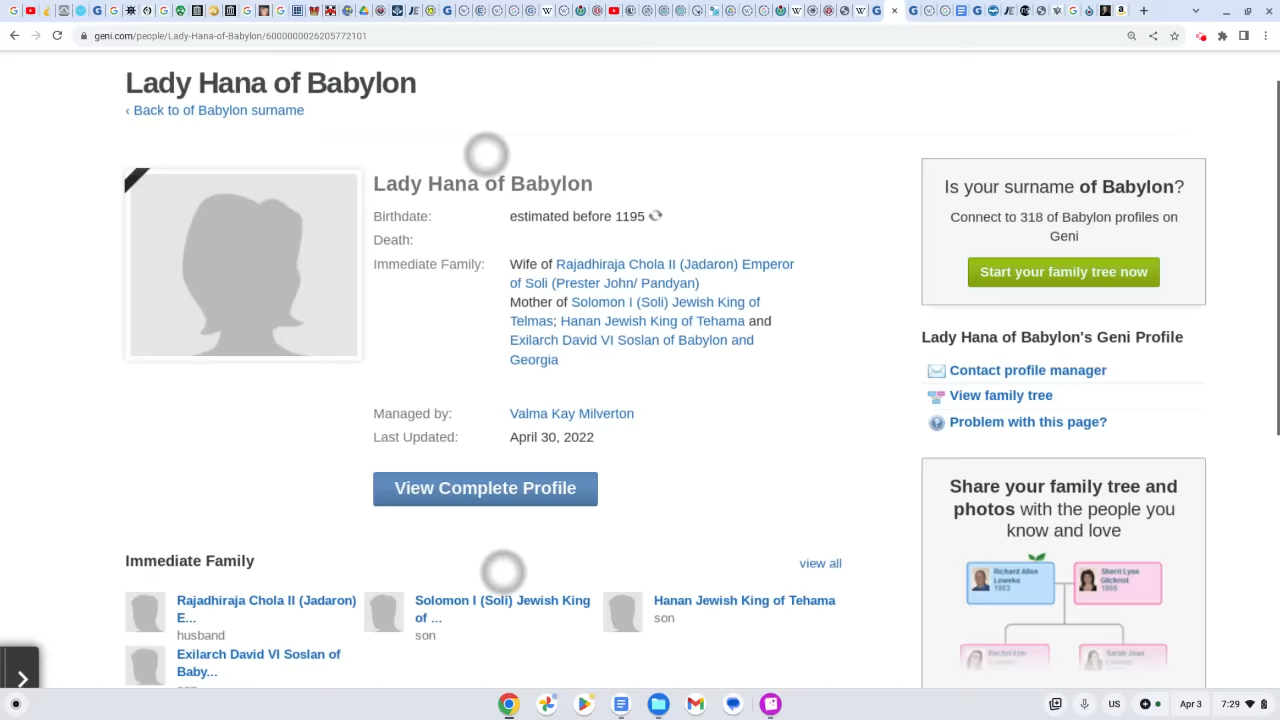 geni.com/people/Lady-Hana-of-Babylon/6000000026205772101
Lady Hana of Babylon
‹ Back to of Babylon surname
Lady Hana of Babylon
Birthdate: estimated before 1195
Death:
Immediate Family: Wife of Rajadhiraja Chola II (Jadaron) Emperor
of Soli (Prester John/ Pandyan)
Mother of Solomon I (Soli) Jewish King of
Telmas; Hanan Jewish King of Tehama and
Exilarch David VI Soslan of Babylon and
Georgia
Managed by: Valma Kay Milverton
Last Updated: April 30, 2022
View Complete Profile
Immediate Family view all
Rajadhiraja Chola II (Jadaron)
E...
husband
Solomon I (Soli) Jewish King
of ...
son
Hanan Jewish King of Tehama
son
Exilarch David VI Soslan of
Baby...
Is your surname of Babylon?
Connect to 318 of Babylon profiles on
Geni
Start your family tree now
Lady Hana of Babylon's Geni Profile
Contact profile manager
View family tree
Problem with this page?
Share your family tree and
photos with the people you
know and love
Richard Allen
Loweka
1963
Sherri Lynn
Gilchrist
1966
US
Apr 3
7:29